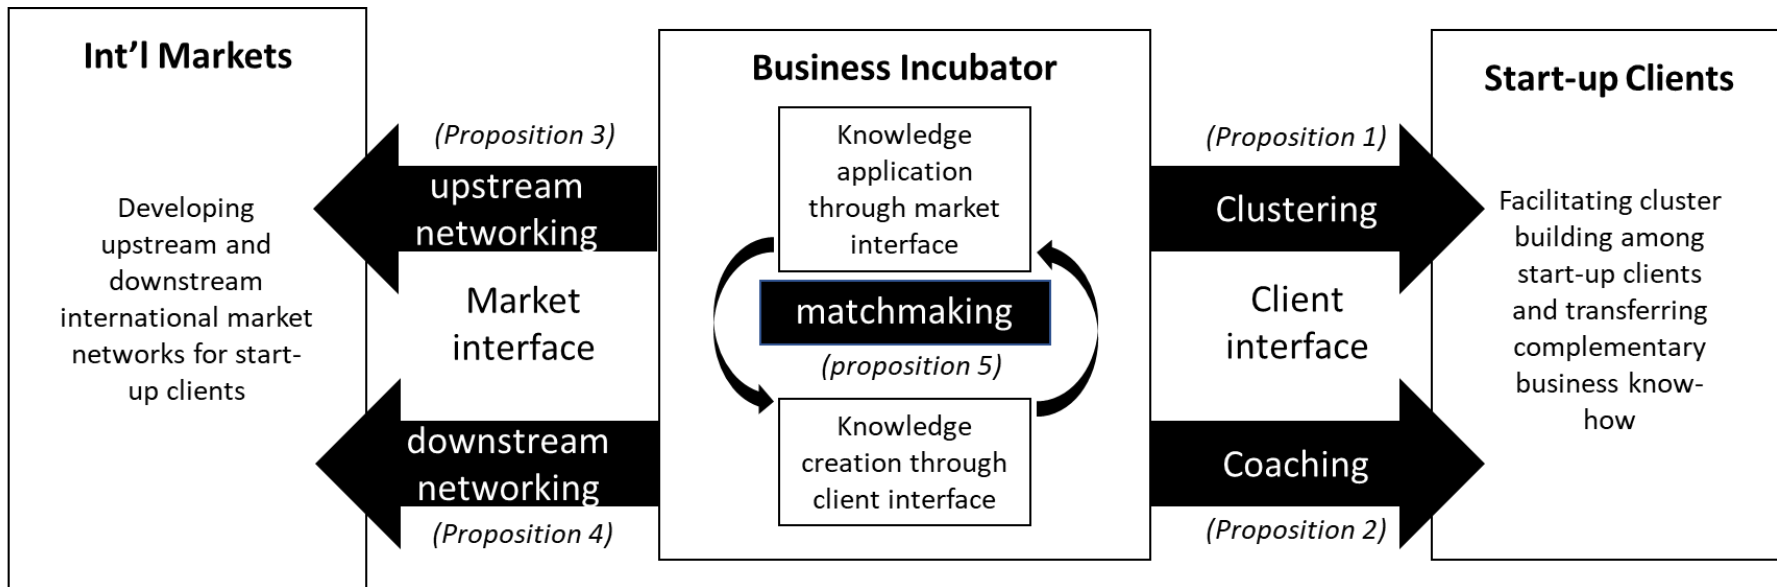 Int'l Markets
Developing
upstream and
downstream
international market
networks for start-
up clients
(Proposition 3)
upstream
networking
Market
interface
downstream
networking
(Proposition 4)
Business Incubator
Knowledge
application
through market
interface
matchmaking
(proposition 5)
Knowledge
creation through
client interface
(Proposition 1)
Clustering
Client
interface
Coaching
(Proposition 2)
Start-up Clients
Facilitating cluster
building among
start-up clients
and transferring
complementary
business know-
how